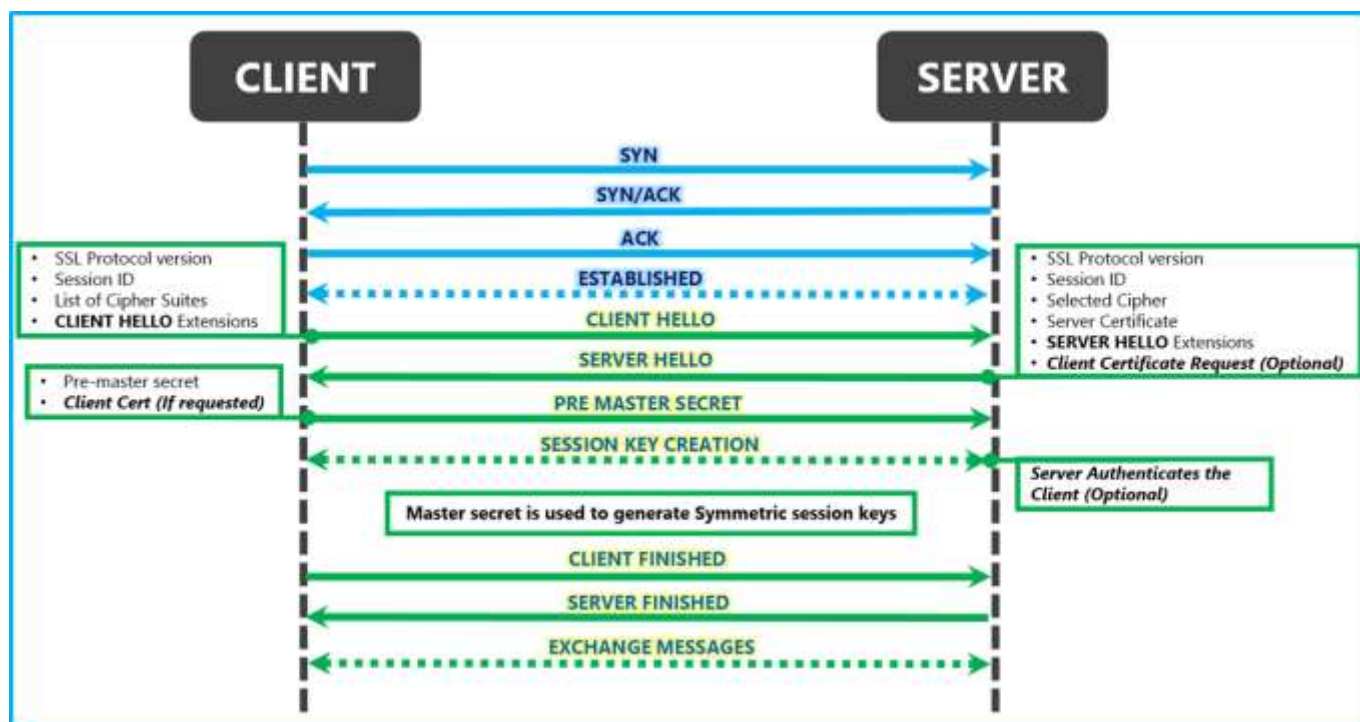 CLIENT
SERVER
SYN
SYN/ACK
ACK
ESTABLISHED
• SSL Protocol version
• Session ID
• List of Cipher Suites
• CLIENT HELLO Extensions
CLIENT HELLO
• SSL Protocol version
• Session ID
• Selected Cipher
• Server Certificate
• SERVER HELLO Extensions
• Client Certificate Request (Optional)
SERVER HELLO
• Pre-master secret
• Client Cert (If requested)
PRE MASTER SECRET
SESSION KEY CREATION
Server Authenticates the
Client (Optional)
Master secret is used to generate Symmetric session keys
CLIENT FINISHED
SERVER FINISHED
EXCHANGE MESSAGES